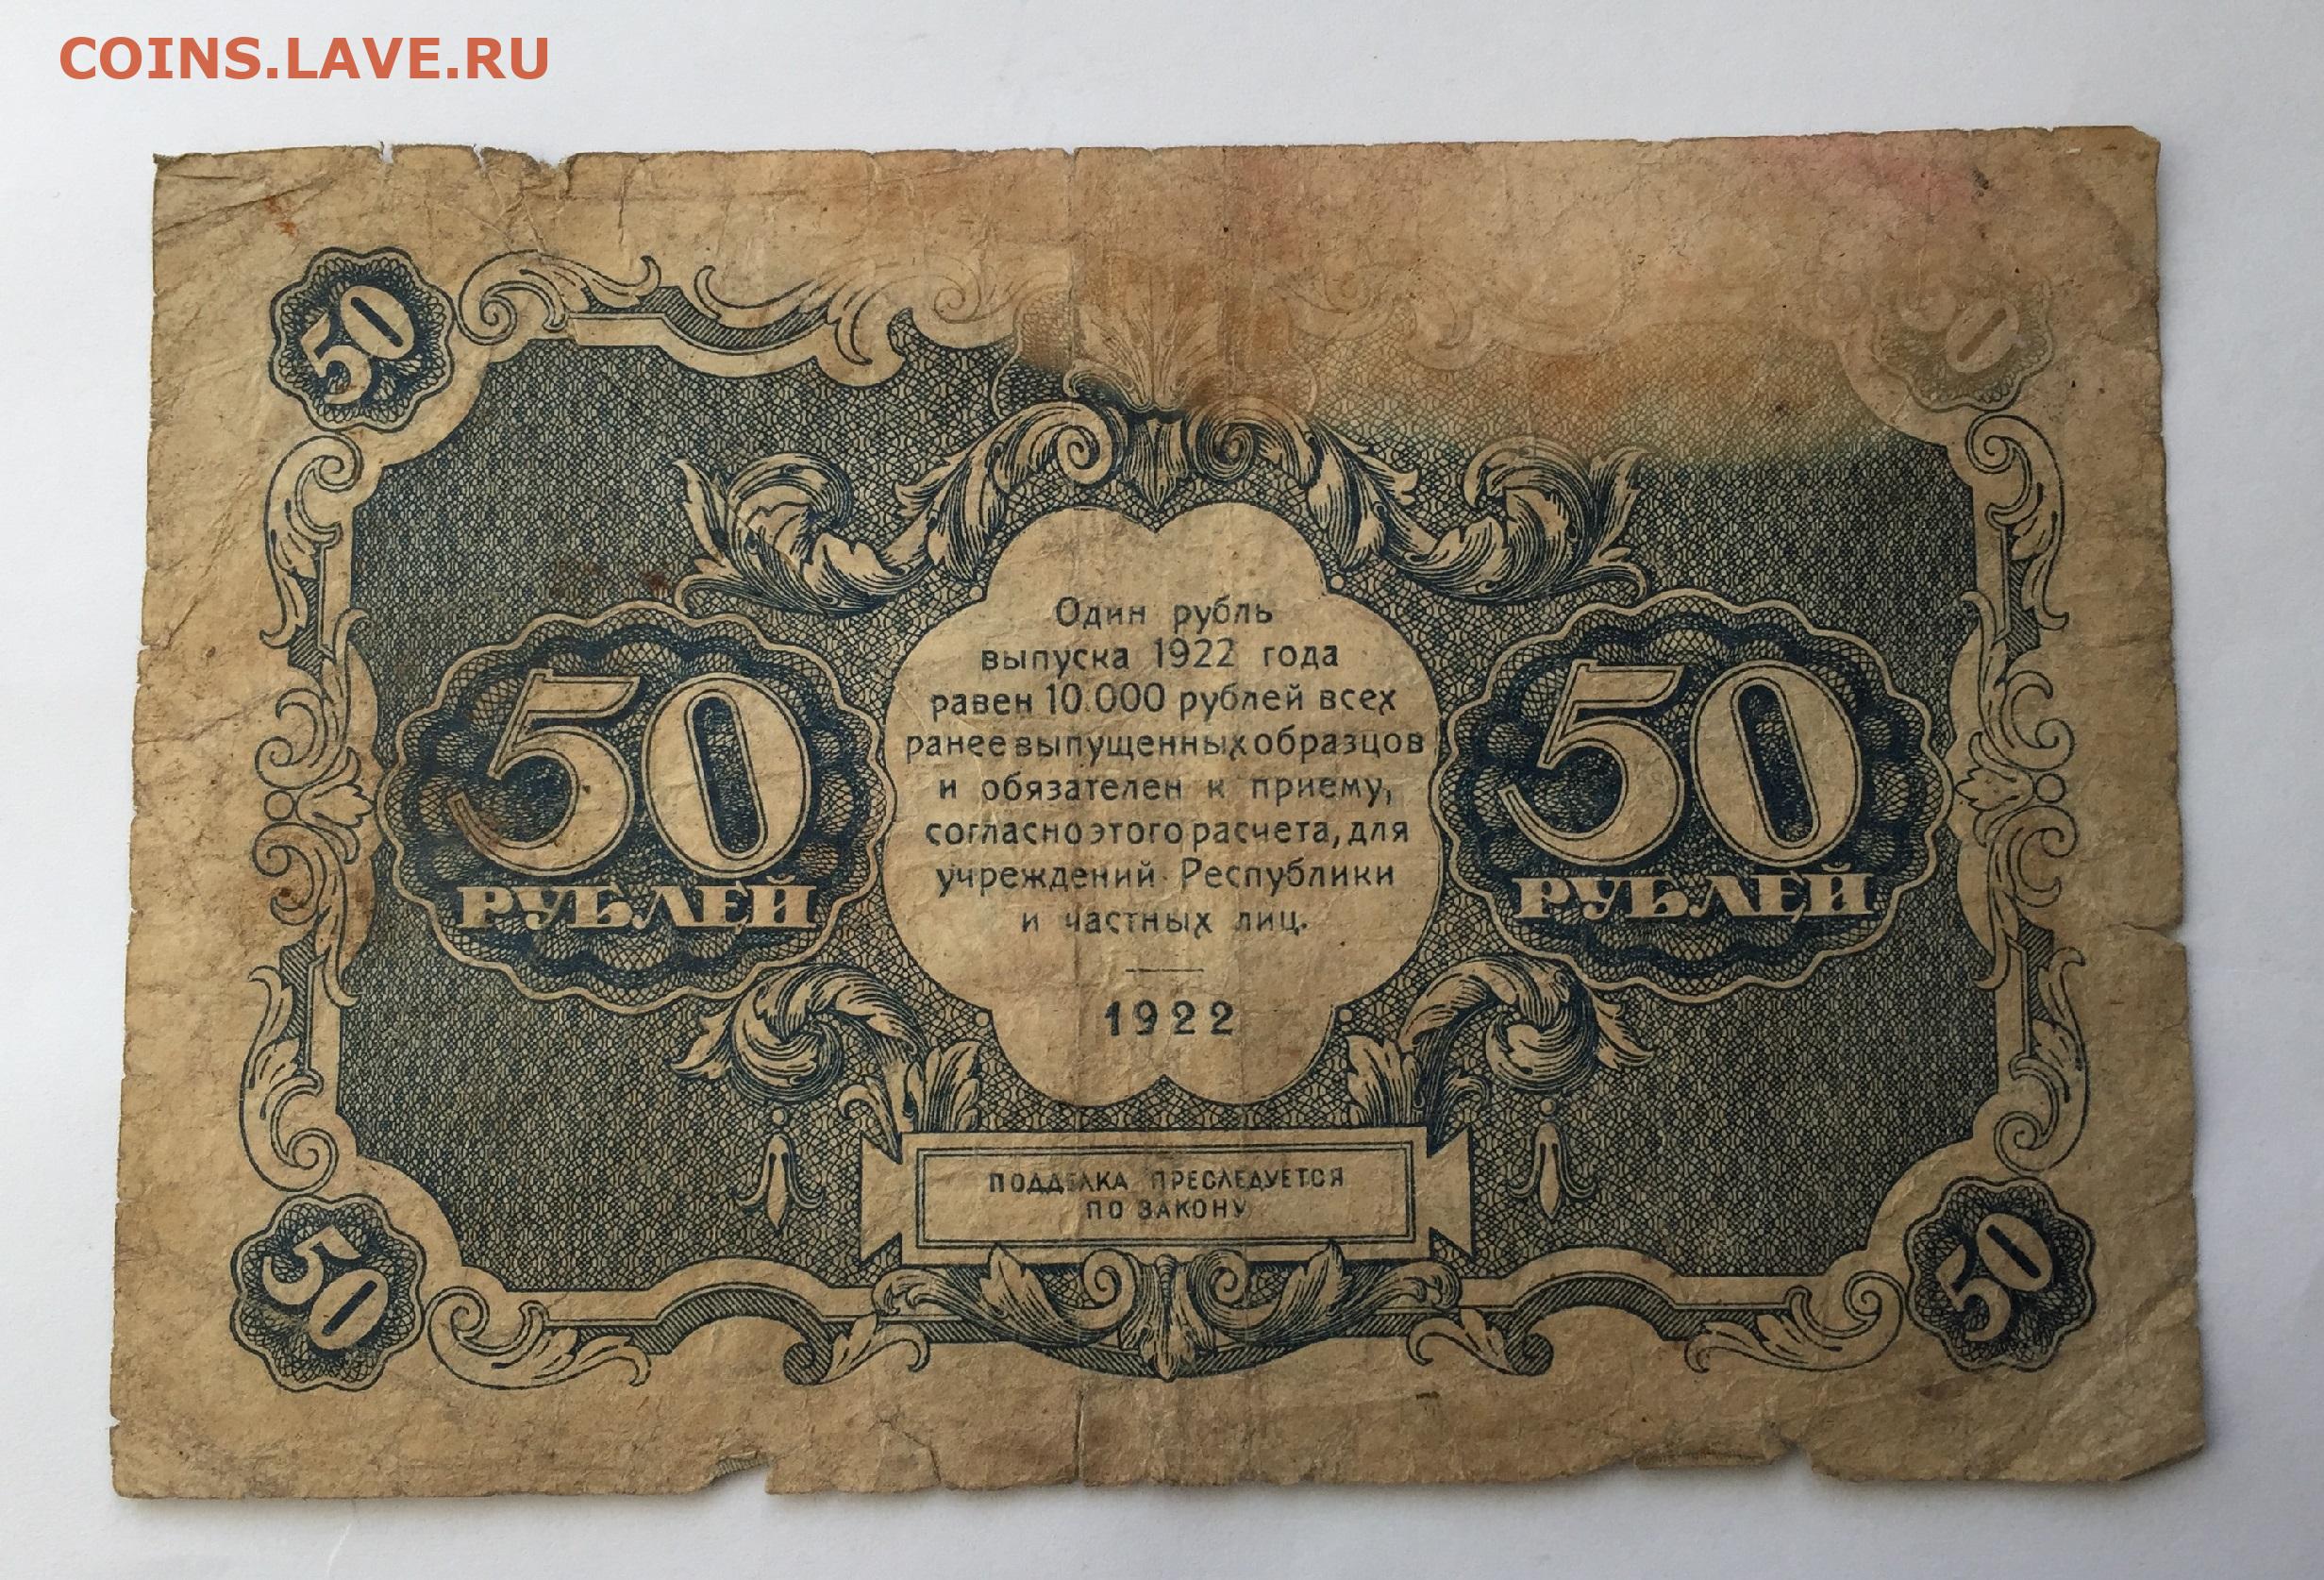 COINS.LAVE.RU
50 50
Один рубль
выпуска 1922 года
равен 10.000 рублей всех
ранее выпущенных образцов
и обязателен к приему,
согласно этого расчета, для
учреждений Республики
и частных лиц.
50 РУБЛЕЙ
50 РУБЛЕЙ
1922
ПОДДЕЛКА ПРЕСЛЕДУЕТСЯ
ПО ЗАКОНУ
50 50